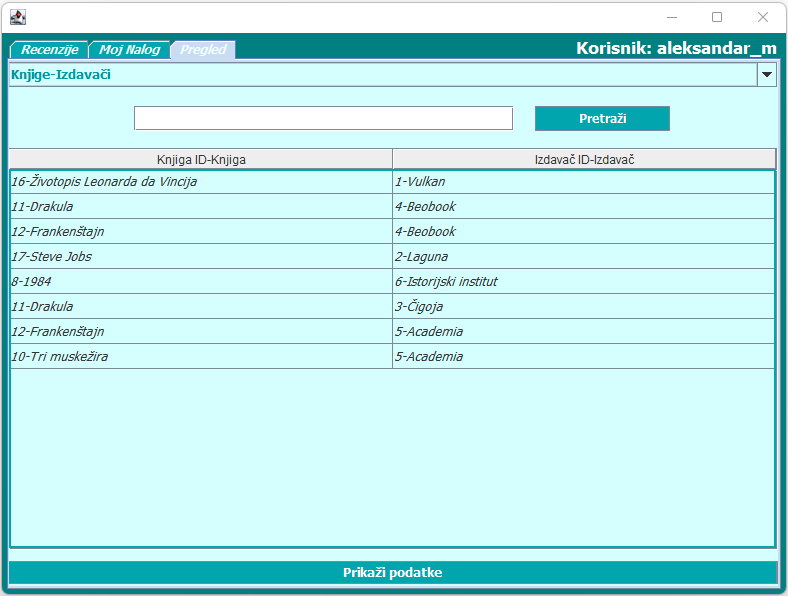 Recenzije Moj Nalog Pregled Korisnik: aleksandar_m
Knjige-Izdavači
Pretraži
Knjiga ID-Knjiga Izdavač ID-Izdavač
16-Životopis Leonarda da Vincija 1-Vulkan
11-Drakula 4-Beobook
12-Frankenštajn 4-Beobook
17-Steve Jobs 2-Laguna
8-1984 6-Istorijski institut
11-Drakula 3-Čigoja
12-Frankenštajn 5-Academia
10-Tri muskežira 5-Academia
Prikaži podatke